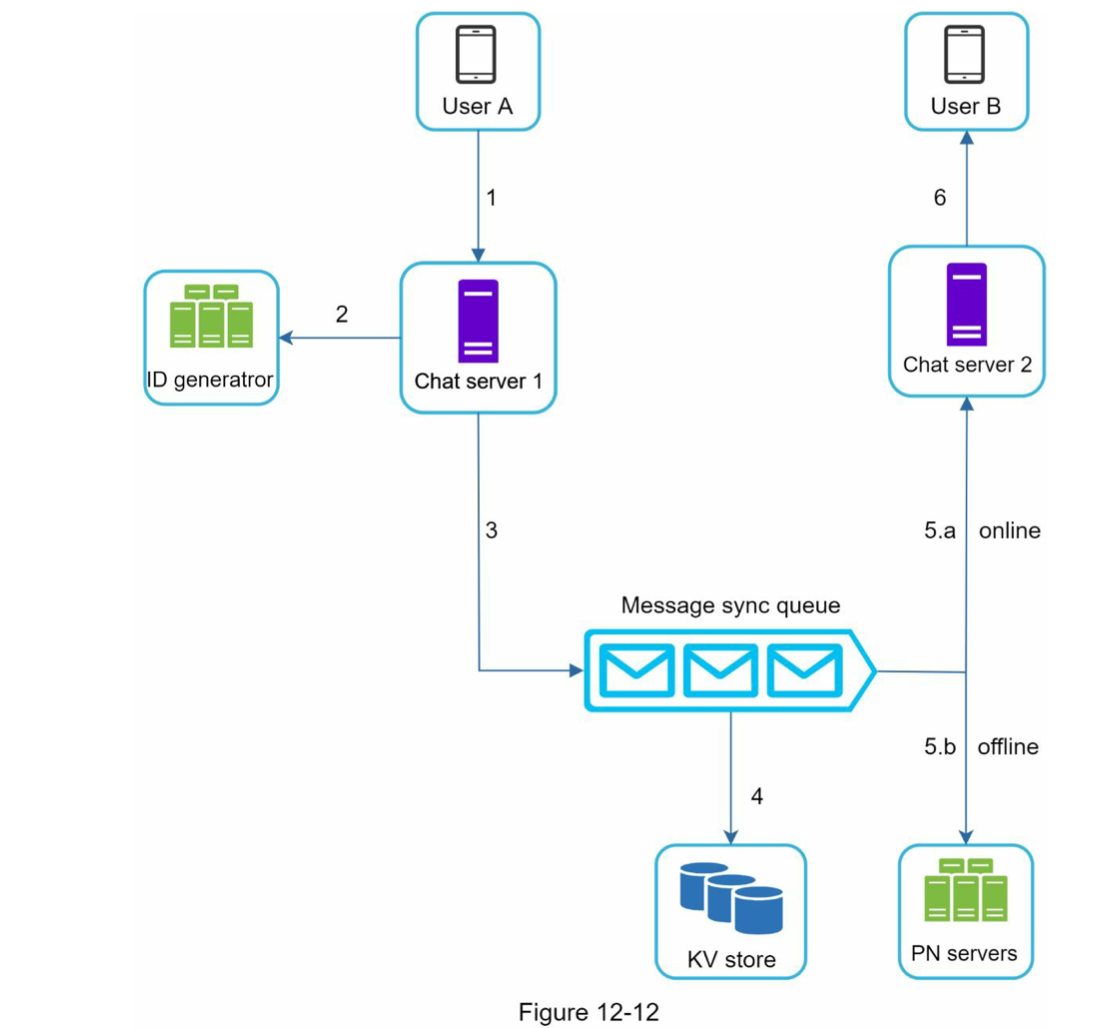 User A
User B
1
6
2
ID generatror
Chat server 1
Chat server 2
3
5.a online
Message sync queue
5.b offline
4
KV store
PN servers
Figure 12-12